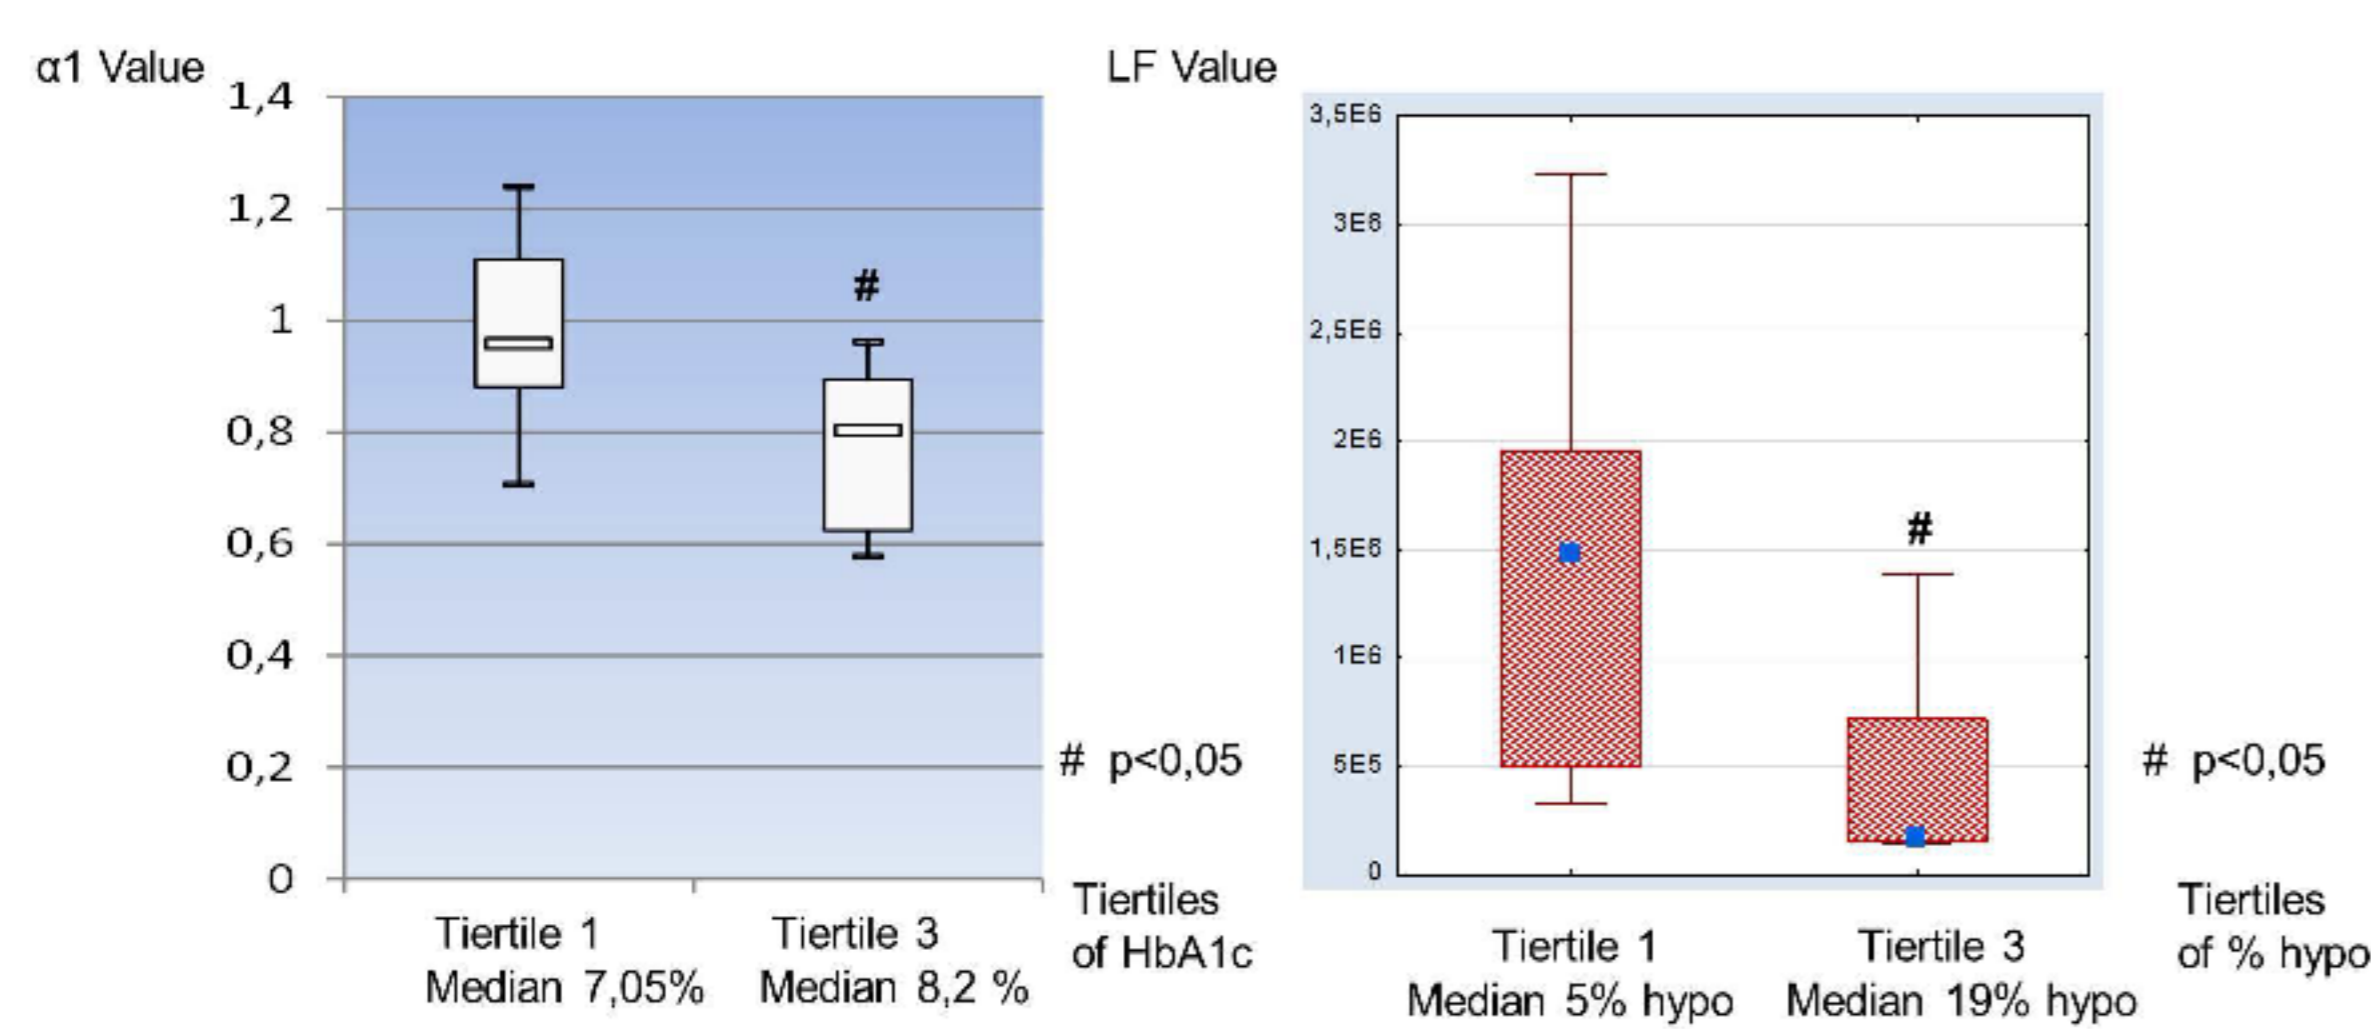 α1 Value
1,4
1,2
1
0,8
0,6
0,4
0,2
0
#
# p<0,05
Tiertile 1
Median 7,05%
Tiertile 3
Median 8,2 %
Tiertiles
of HbA1c
LF Value
3,5E6
3E6
2,5E6
2E6
1,5E6
1E6
5E5
0
#
# p<0,05
Tiertile 1
Median 5% hypo
Tiertile 3
Median 19% hypo
Tiertiles
of % hypo